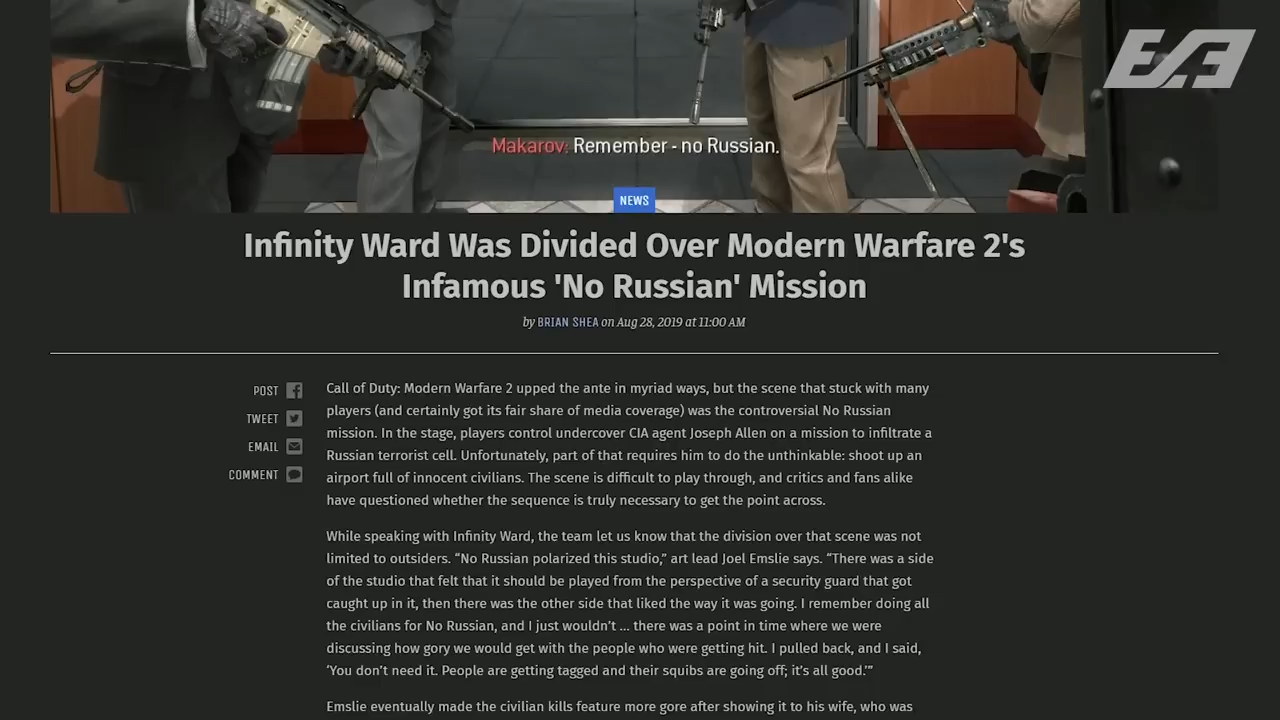 Makarov: Remember - no Russian.
NEWS
Infinity Ward Was Divided Over Modern Warfare 2's
Infamous 'No Russian' Mission
by BRIAN SHEA on Aug 28, 2019 at 11:00 AM
POST
TWEET
EMAIL
COMMENT
Call of Duty: Modern Warfare 2 upped the ante in myriad ways, but the scene that stuck with many
players (and certainly got its fair share of media coverage) was the controversial No Russian
mission. In the stage, players control undercover CIA agent Joseph Allen on a mission to infiltrate a
Russian terrorist cell. Unfortunately, part of that requires him to do the unthinkable: shoot up an
airport full of innocent civilians. The scene is difficult to play through, and critics and fans alike
have questioned whether the sequence is truly necessary to get the point across.
While speaking with Infinity Ward, the team let us know that the division over that scene was not
limited to outsiders. “No Russian polarized this studio,” art lead Joel Emslie says. “There was a side
of the studio that felt that it should be played from the perspective of a security guard that got
caught up in it, then there was the other side that liked the way it was going. I remember doing all
the civilians for No Russian, and I just wouldn’t … there was a point in time where we were
discussing how gory we would get with the people who were getting hit. I pulled back, and I said,
‘You don’t need it. People are getting tagged and their squibs are going off; it’s all good.’”
Emslie eventually made the civilian kills feature more gore after showing it to his wife, who was